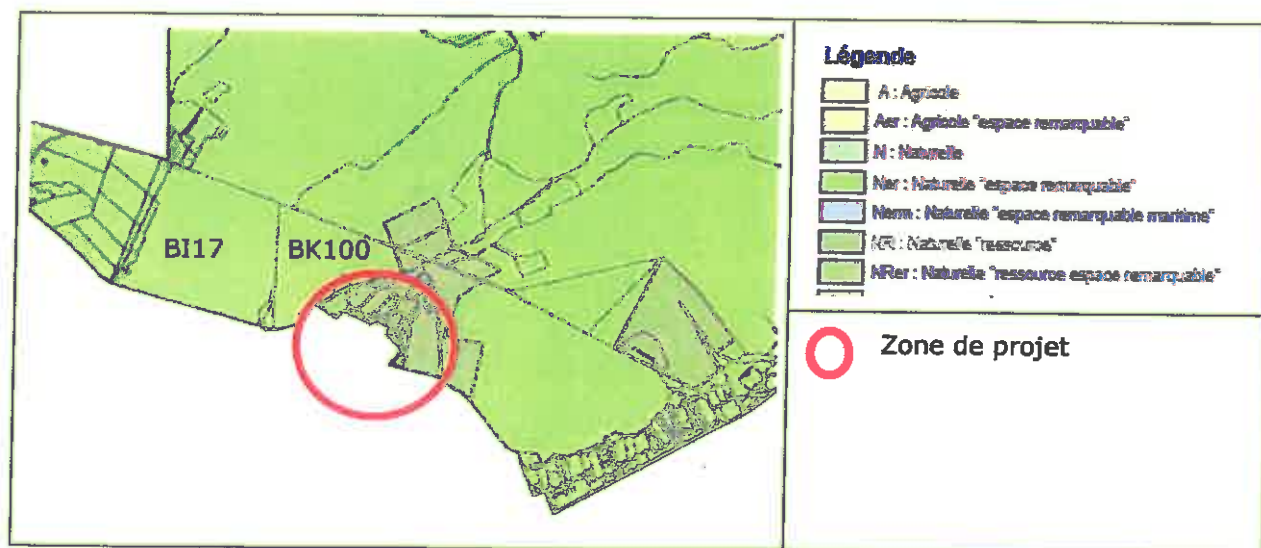 BI17
BK100
Légende
A : Agricole
Aer : Agricole "espace remarquable"
N : Naturelle
Ner : Naturelle "espace remarquable"
Nerm : Naturelle "espace remarquable maritime"
NR : Naturelle "ressource"
NRer : Naturelle "ressource espace remarquable"
Zone de projet